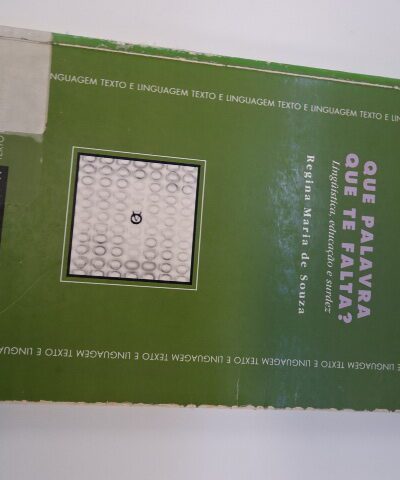 LINGUAGEM TEXTO E LINGUAGEM TEXTO E LINGUAGEM TEXTO E LINGUAGEM TEXTO E
QUE PALAVRA
QUE TE FALTA?
Lingüística, educação e surdez
Regina Maria de Souza
TEXTO E LINGUAGEM TEXTO E LINGUAGEM TEXTO E LINGUAGEM TEXTO E